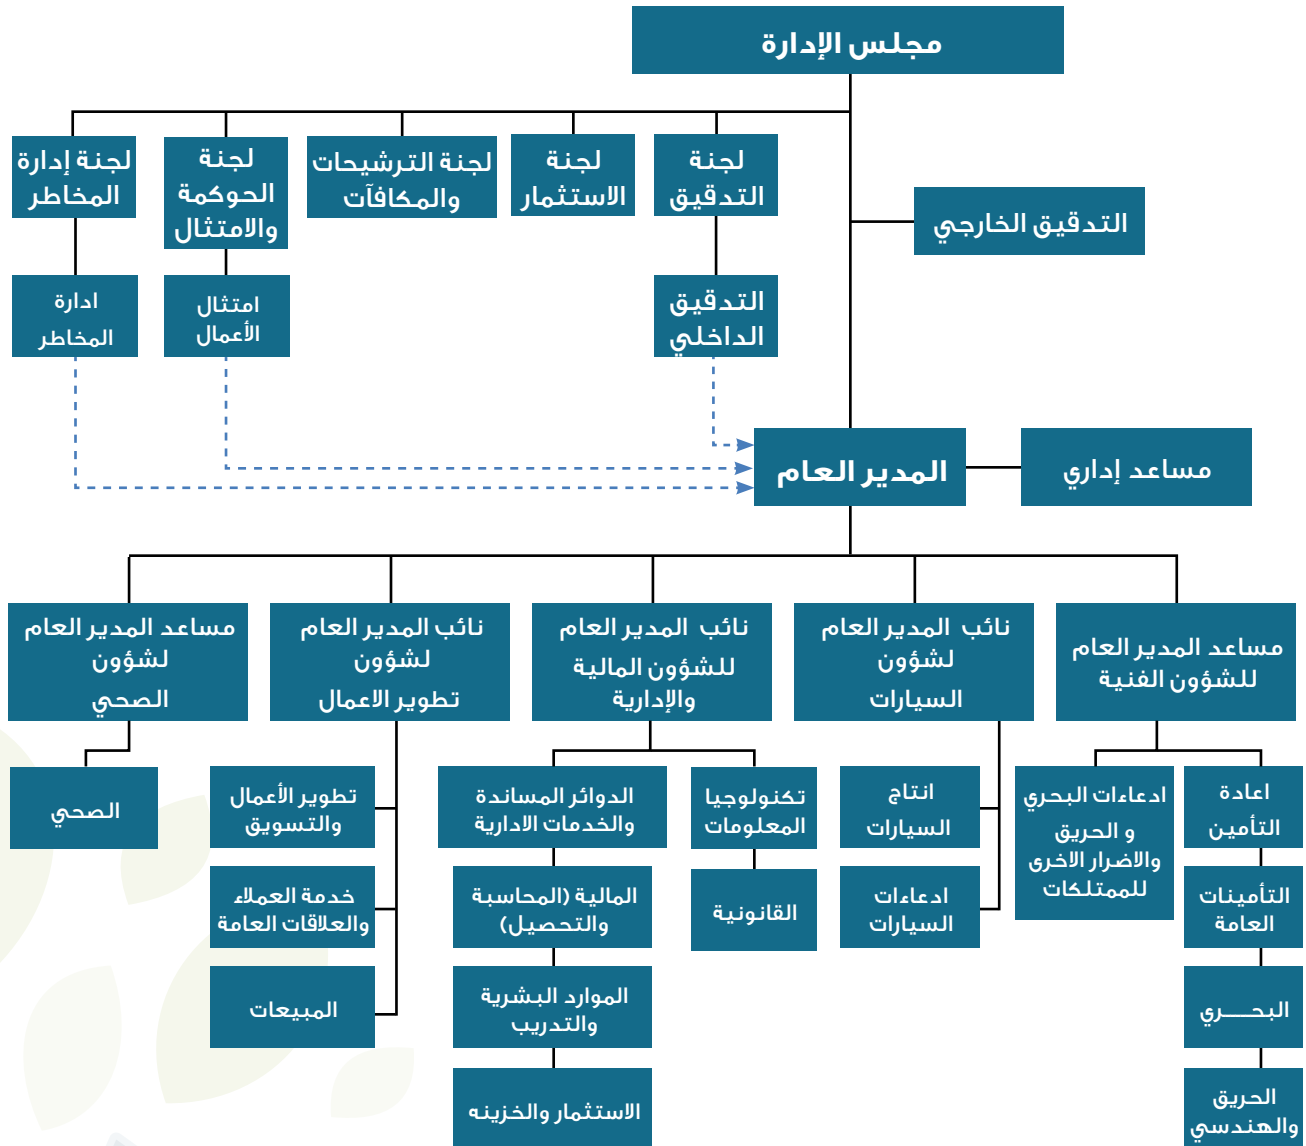 مجلس الإدارة
لجنة
التدقيق
لجنة
الاستثمار
لجنة الترشيحات
والمكافآت
لجنة
الحوكمة
والامتثال
لجنة إدارة
المخاطر
التدقيق الخارجي
التدقيق
الداخلي
امتثال
الأعمال
ادارة
المخاطر
مساعد إداري
المدير العام
مساعد المدير العام
للشؤون الفنية
نائب المدير العام
لشؤون
السيارات
نائب المدير العام
للشؤون المالية
والإدارية
نائب المدير العام
لشؤون
تطوير الاعمال
مساعد المدير العام
لشؤون
الصحي
اعادة
التأمين
التأمينات
العامة
البحـــري
الحريق
والهندسي
ادعاءات البحري
و الحريق
والاضرار الاخرى
للممتلكات
انتاج
السيارات
ادعاءات
السيارات
تكنولوجيا
المعلومات
القانونية
الدوائر المساندة
والخدمات الادارية
المالية (المحاسبة
والتحصيل)
الموارد البشرية
والتدريب
الاستثمار والخزينه
تطوير الأعمال
والتسويق
خدمة العملاء
والعلاقات العامة
المبيعات
الصحي